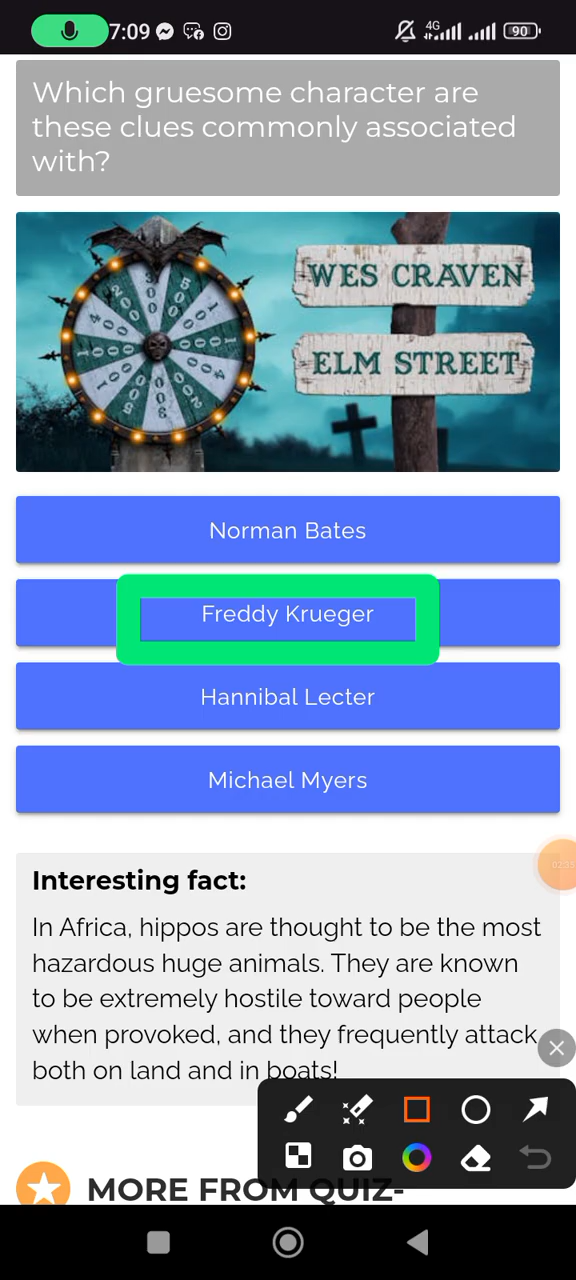 7:09
4G
90
Which gruesome character are
these clues commonly associated
with?
WES CRAVEN
ELM STREET
Norman Bates
Freddy Krueger
Hannibal Lecter
Michael Myers
Interesting fact:
In Africa, hippos are thought to be the most
hazardous huge animals. They are known
to be extremely hostile toward people
when provoked, and they frequently attack
both on land and in boats!
MORE FROM QUIZ-